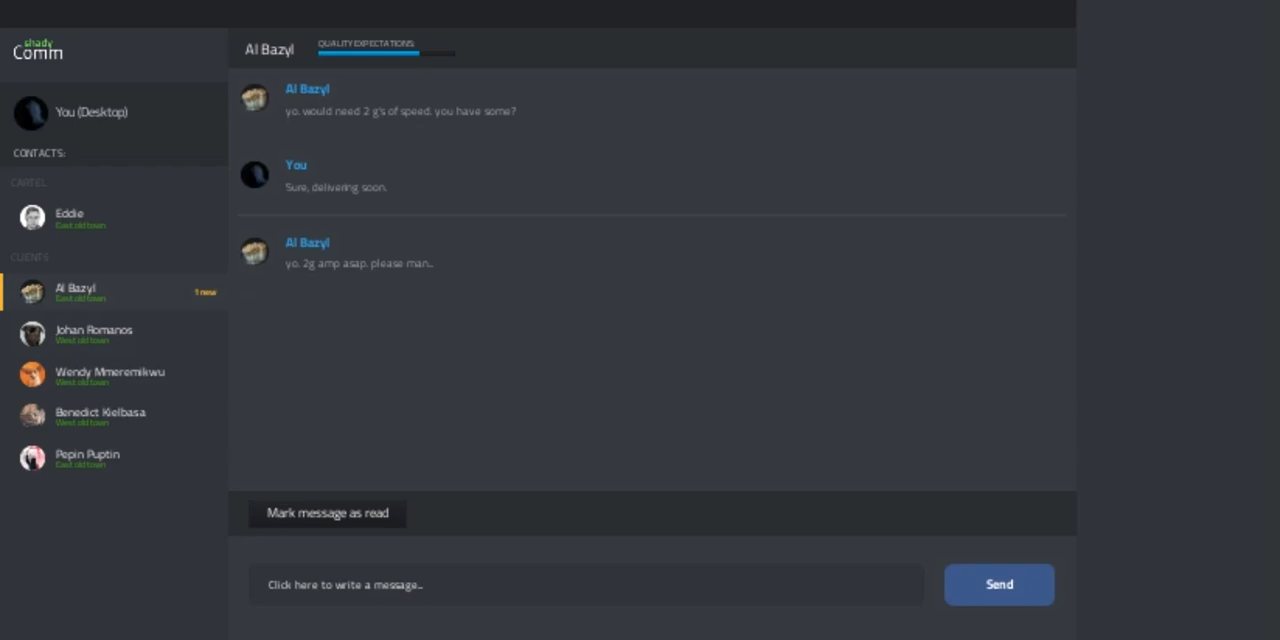 shady
Comm
You (Desktop)
CONTACTS:
CARTEL
Eddie
East old town
CLIENTS
Al Bazyl
East old town
1 new
Johan Romanos
West old town
Wendy Mmeremikwu
West old town
Benedict Kielbasa
West old town
Pepin Puptin
East old town
Al Bazyl
QUALITY EXPECTATIONS:
Al Bazyl
yo. would need 2 g's of speed. you have some?
You
Sure, delivering soon.
Al Bazyl
yo. 2g amp asap. please man...
Mark message as read
Click here to write a message...
Send